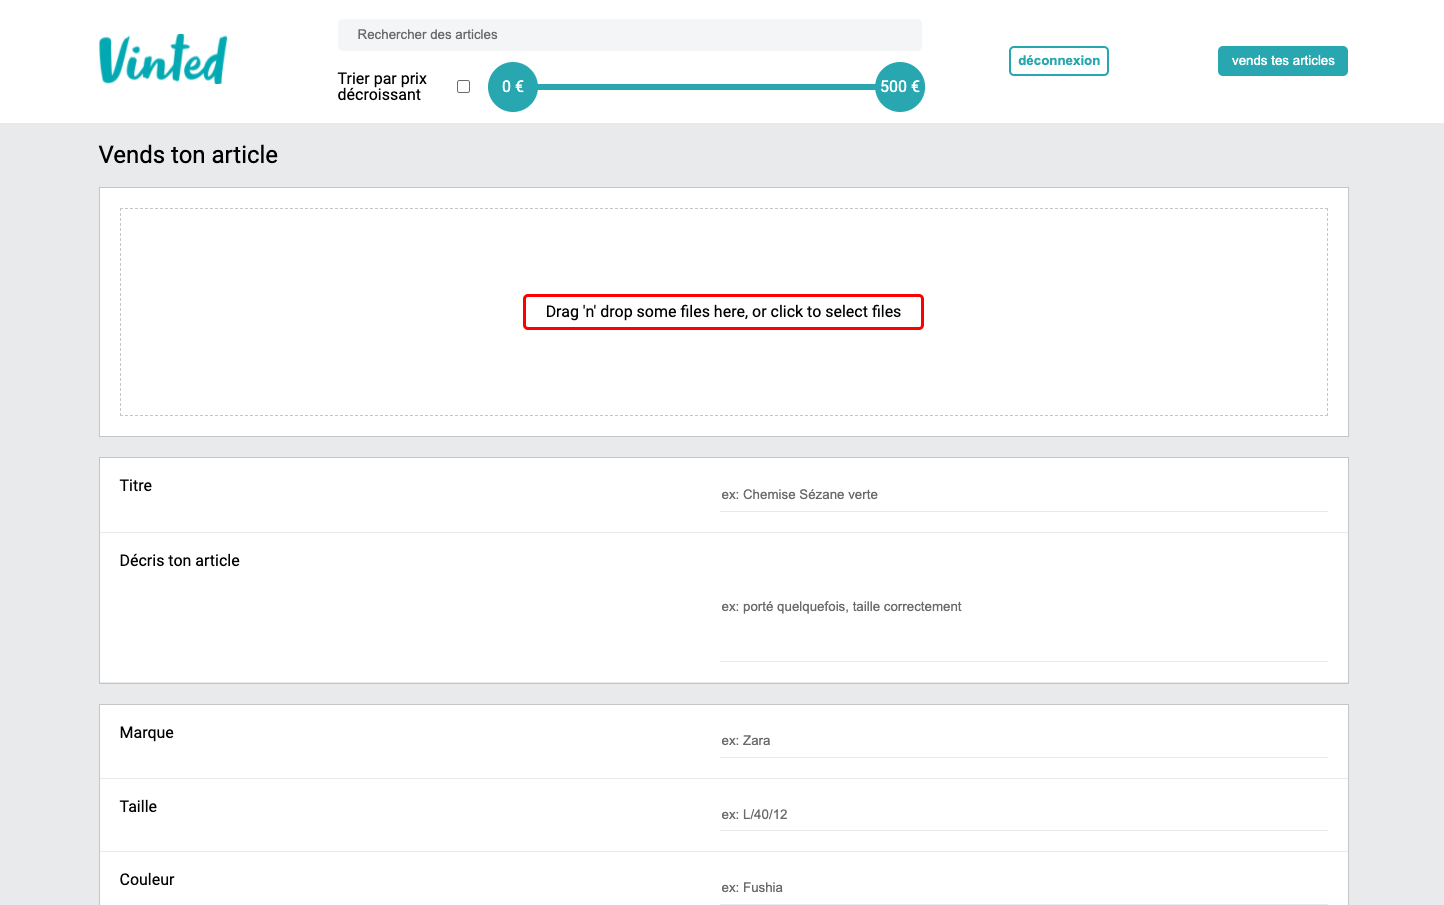 Vinted
Rechercher des articles
Trier par prix
décroissant
0 €
500 €
déconnexion
vends tes articles
Vends ton article
Drag 'n' drop some files here, or click to select files
Titre
ex: Chemise Sézane verte
Décris ton article
ex: porté quelquefois, taille correctement
Marque
ex: Zara
Taille
ex: L/40/12
Couleur
ex: Fushia